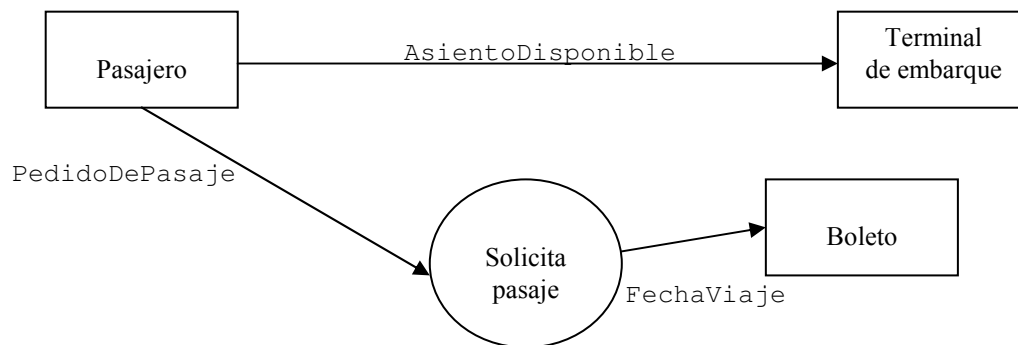 Pasajero
AsientoDisponible
Terminal
de embarque
PedidoDePasaje
Solicita
pasaje
FechaViaje
Boleto